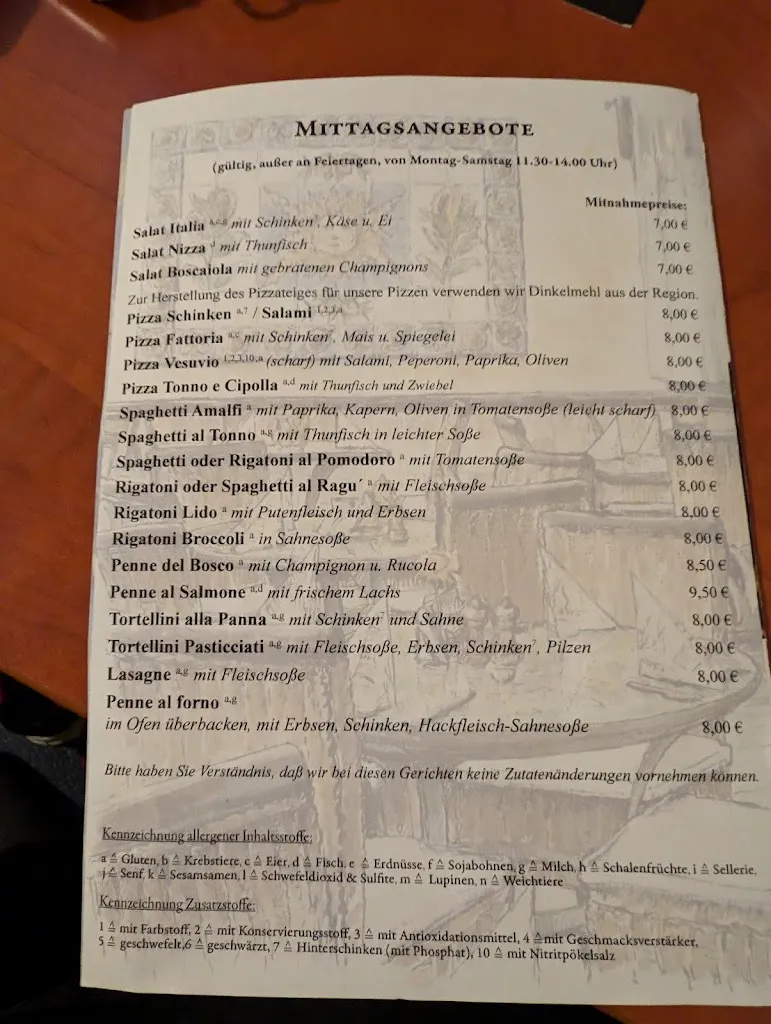 Mittagsangebote
(gültig, außer an Feiertagen, von Montag-Samstag 11.30-14.00 Uhr)
Mitnahmepreise:
Salat Italia a,c,g mit Schinken7, Käse u. Ei 7,00 €
Salat Nizza d mit Thunfisch 7,00 €
Salat Boscaiola mit gebratenen Champignons 7,00 €
Zur Herstellung des Pizzateiges für unsere Pizzen verwenden wir Dinkelmehl aus der Region.
Pizza Schinken a,7 / Salami 1,2,3,a 8,00 €
Pizza Fattoria a,c mit Schinken7, Mais u. Spiegelei 8,00 €
Pizza Vesuvio 1,2,3,10,a (scharf) mit Salami, Peperoni, Paprika, Oliven 8,00 €
Pizza Tonno e Cipolla a,d mit Thunfisch und Zwiebel 8,00 €
Spaghetti Amalfi a mit Paprika, Kapern, Oliven in Tomatensoße (leicht scharf) 8,00 €
Spaghetti al Tonno a,g mit Thunfisch in leichter Soße 8,00 €
Spaghetti oder Rigatoni al Pomodoro a mit Tomatensoße 8,00 €
Rigatoni oder Spaghetti al Ragu´ a mit Fleischsoße 8,00 €
Rigatoni Lido a mit Putenfleisch und Erbsen 8,00 €
Rigatoni Broccoli a in Sahnesoße 8,00 €
Penne del Bosco a mit Champignon u. Rucola 8,50 €
Penne al Salmone a,d mit frischem Lachs 9,50 €
Tortellini alla Panna a,g mit Schinken7 und Sahne 8,00 €
Tortellini Pasticciati a,g mit Fleischsoße, Erbsen, Schinken7, Pilzen 8,00 €
Lasagne a,g mit Fleischsoße 8,00 €
Penne al forno a,g
im Ofen überbacken, mit Erbsen, Schinken, Hackfleisch-Sahnesoße 8,00 €
Bitte haben Sie Verständnis, daß wir bei diesen Gerichten keine Zutatenänderungen vornehmen können.
Kennzeichnung allergener Inhaltsstoffe:
a ≙ Gluten, b ≙ Krebstiere, c ≙ Eier, d ≙ Fisch, e ≙ Erdnüsse, f ≙ Sojabohnen, g ≙ Milch, h ≙ Schalenfrüchte, i ≙ Sellerie,
j ≙ Senf, k ≙ Sesamsamen, l ≙ Schwefeldioxid & Sulfite, m ≙ Lupinen, n ≙ Weichtiere
Kennzeichnung Zusatzstoffe:
1 ≙ mit Farbstoff, 2 ≙ mit Konservierungsstoff, 3 ≙ mit Antioxidationsmittel, 4 ≙mit Geschmacksverstärker,
5 ≙ geschwefelt,6 ≙ geschwärzt, 7 ≙ Hinterschinken (mit Phosphat), 10 ≙ mit Nitritpökelsalz